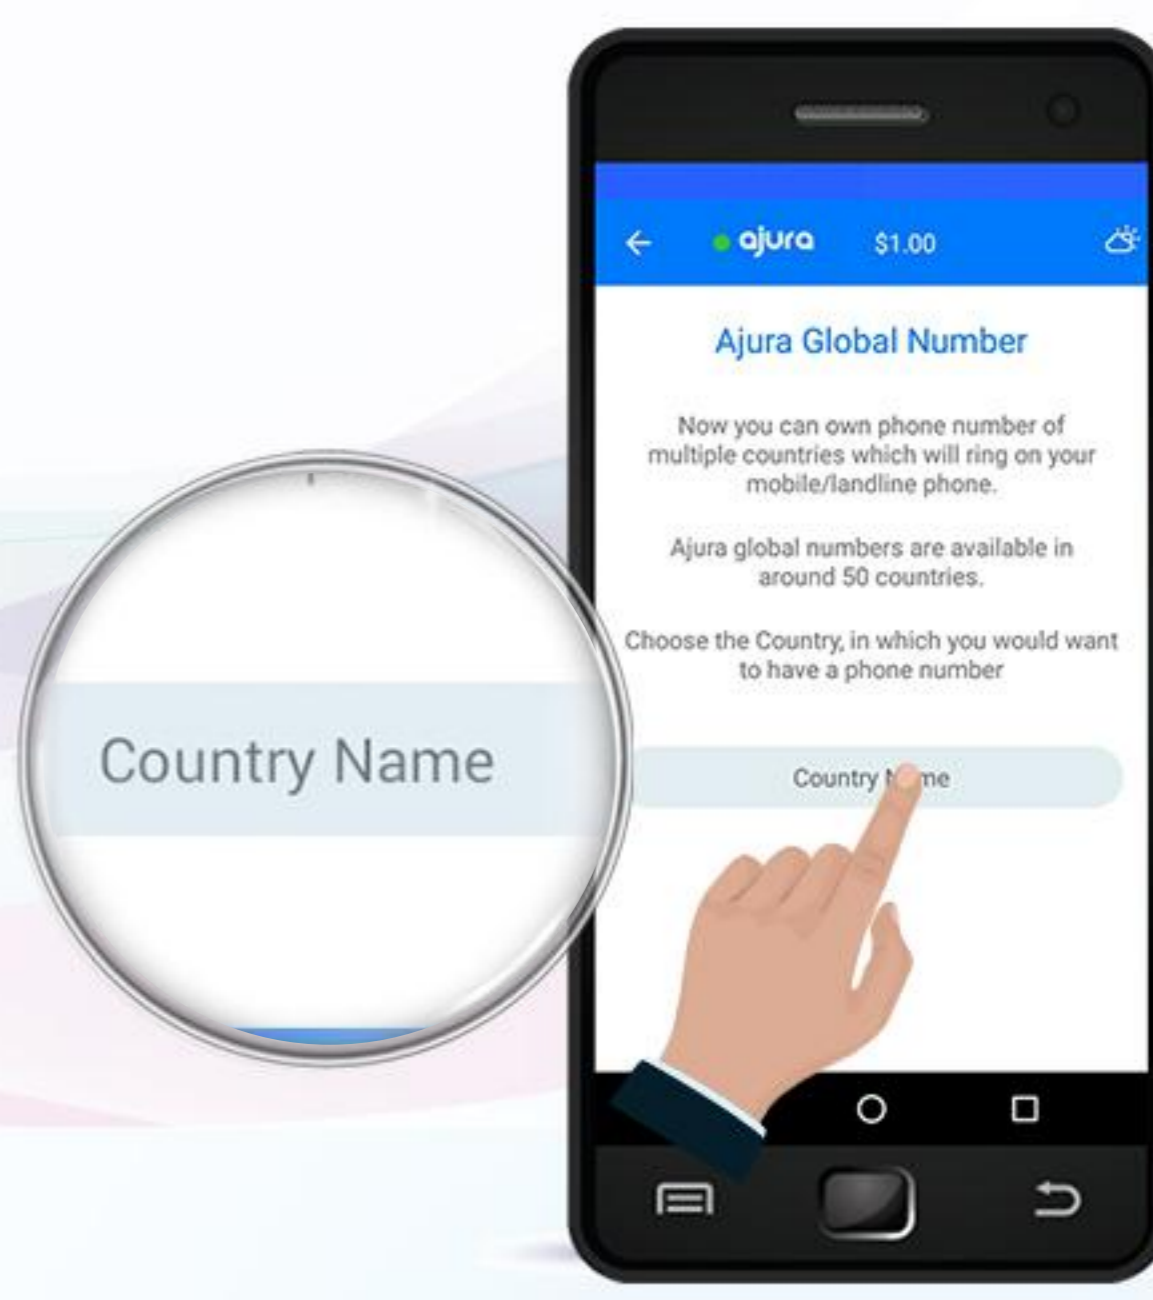 ajura
$1.00
Ajura Global Number
Now you can own phone number of
multiple countries which will ring on your
mobile/landline phone.
Ajura global numbers are available in
around 50 countries.
Choose the Country, in which you would want
to have a phone number
Country Name
Country N me